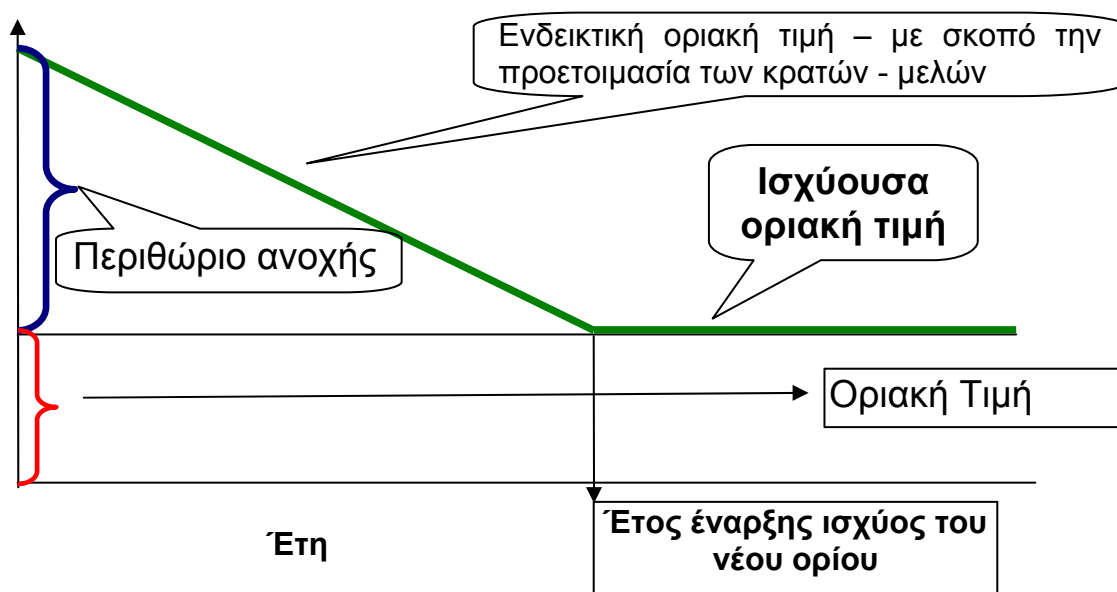 Ενδεικτική οριακή τιμή – με σκοπό την
προετοιμασία των κρατών - μελών
Ισχύουσα
οριακή τιμή
Περιθώριο ανοχής
Οριακή Τιμή
Έτη
Έτος έναρξης ισχύος του
νέου ορίου